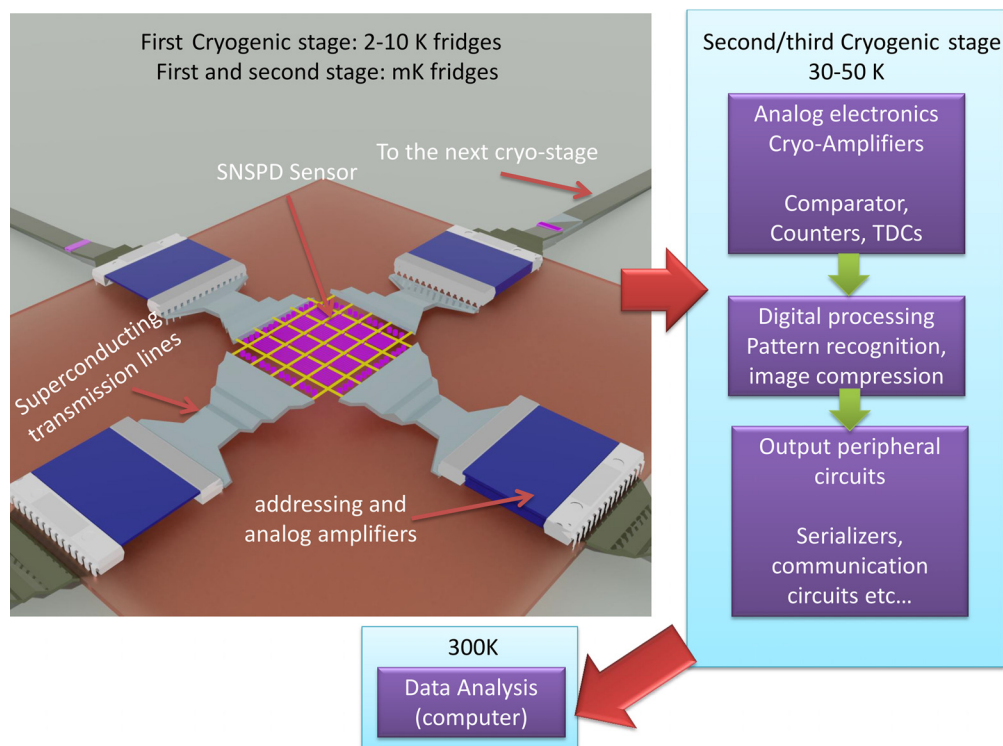 First Cryogenic stage: 2-10 K fridges
First and second stage: mK fridges
To the next cryo-stage
SNSPD Sensor
Superconducting
transmission lines
addressing and
analog amplifiers
Second/third Cryogenic stage
30-50 K
Analog electronics
Cryo-Amplifiers
Comparator,
Counters, TDCs
Digital processing
Pattern recognition,
image compression
Output peripheral
circuits
Serializers,
communication
circuits etc...
300K
Data Analysis
(computer)